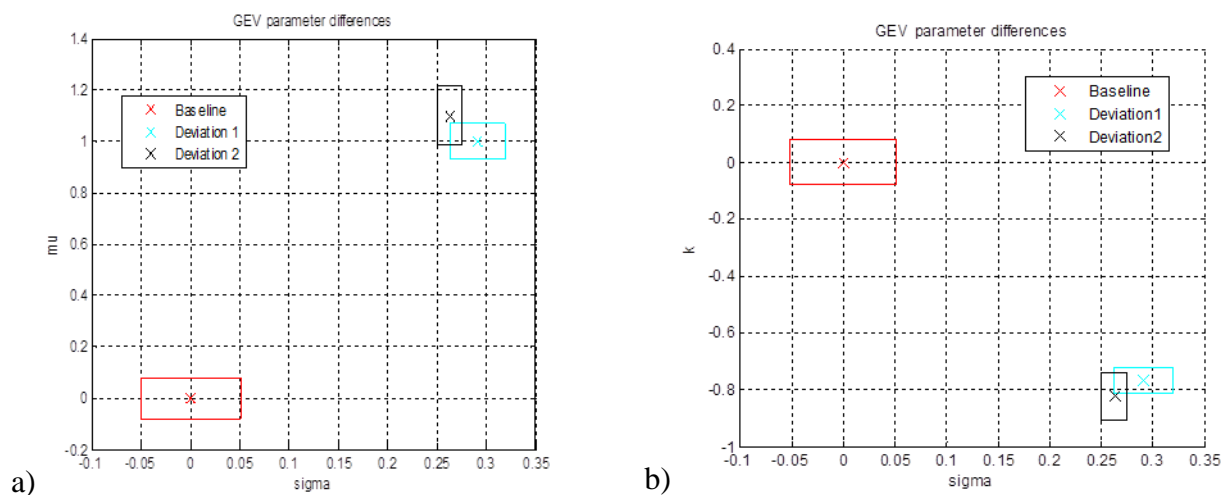 GEV parameter differences
1.4
1.2
1
0.8
0.6
0.4
0.2
0
-0.2
mu
Baseline
Deviation 1
Deviation 2
-0.1 -0.05 0 0.05 0.1 0.15 0.2 0.25 0.3 0.35
sigma
a)
GEV parameter differences
0.4
0.2
0
-0.2
-0.4
-0.6
-0.8
-1
k
Baseline
Deviation1
Deviation2
-0.1 -0.05 0 0.05 0.1 0.15 0.2 0.25 0.3 0.35
sigma
b)